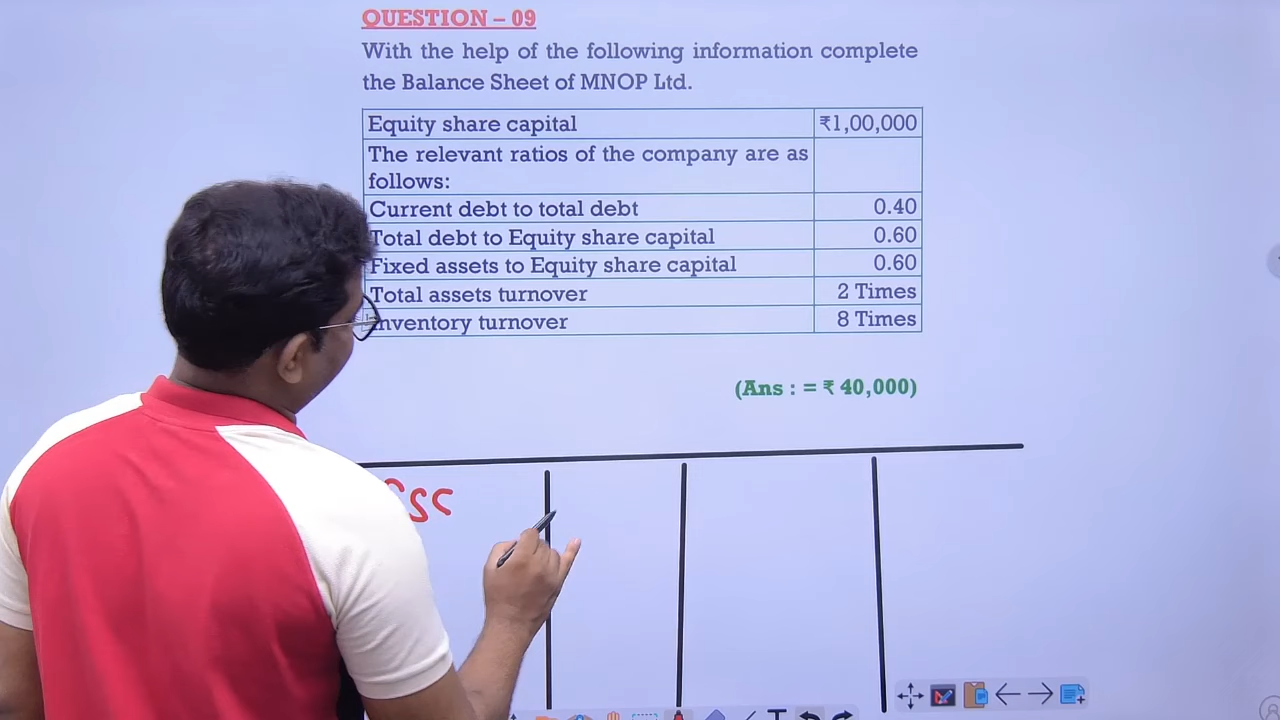 QUESTION – 09
With the help of the following information complete
the Balance Sheet of MNOP Ltd.
Equity share capital ₹1,00,000
The relevant ratios of the company are as
follows:
Current debt to total debt 0.40
Total debt to Equity share capital 0.60
Fixed assets to Equity share capital 0.60
Total assets turnover 2 Times
Inventory turnover 8 Times
(Ans : = ₹ 40,000)